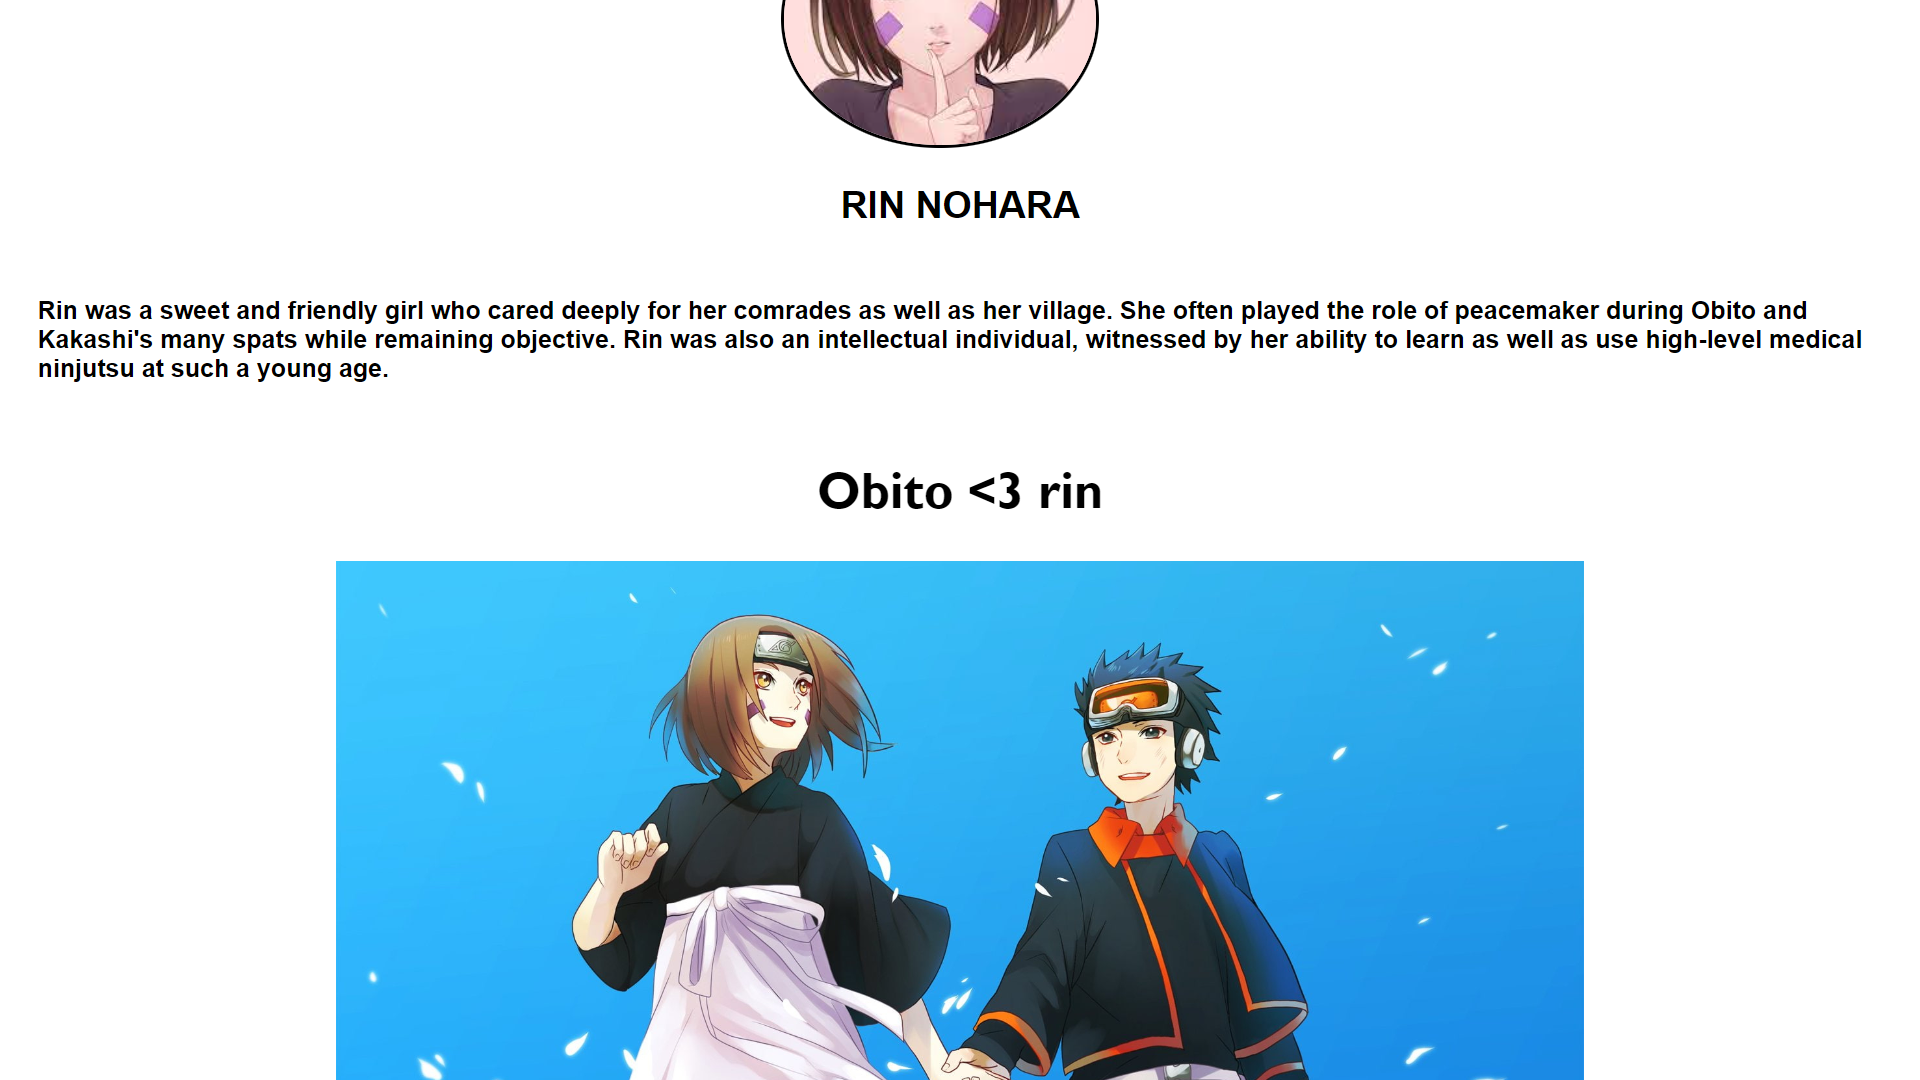 RIN NOHARA
Rin was a sweet and friendly girl who cared deeply for her comrades as well as her village. She often played the role of peacemaker during Obito and
Kakashi's many spats while remaining objective. Rin was also an intellectual individual, witnessed by her ability to learn as well as use high-level medical
ninjutsu at such a young age.
Obito <3 rin